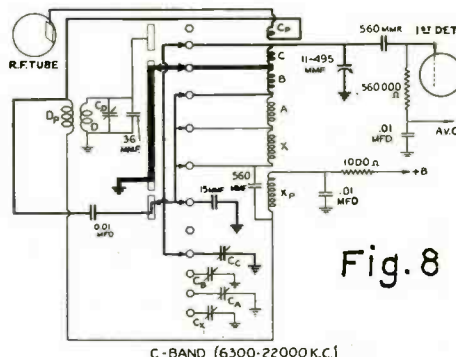 R.F. TUBE
Cp
C
B
A
X
Xp
560 MMF.
1ST DET
11-495
MMF.
560000
Ω
.01
MFD
A.V.C.
Dp
D
CD
36
MMF.
560
MMF
1000 Ω
+B
.01
MFD
15 MMF
0.01
MFD
CC
CB
CA
CX
Fig. 8
C-BAND (6300-22000 K.C.)